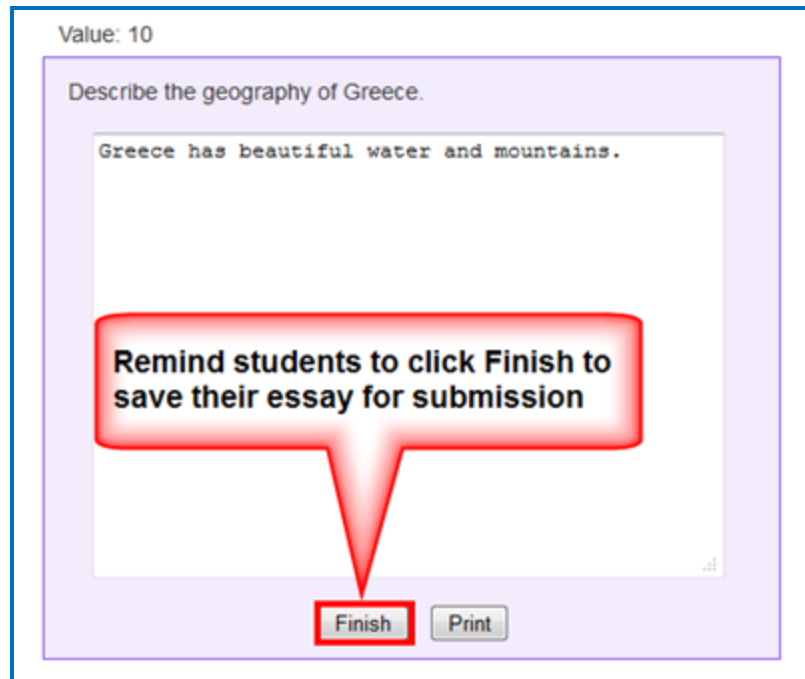 Value: 10
Describe the geography of Greece.
Greece has beautiful water and mountains.
Remind students to click Finish to
save their essay for submission
Finish Print